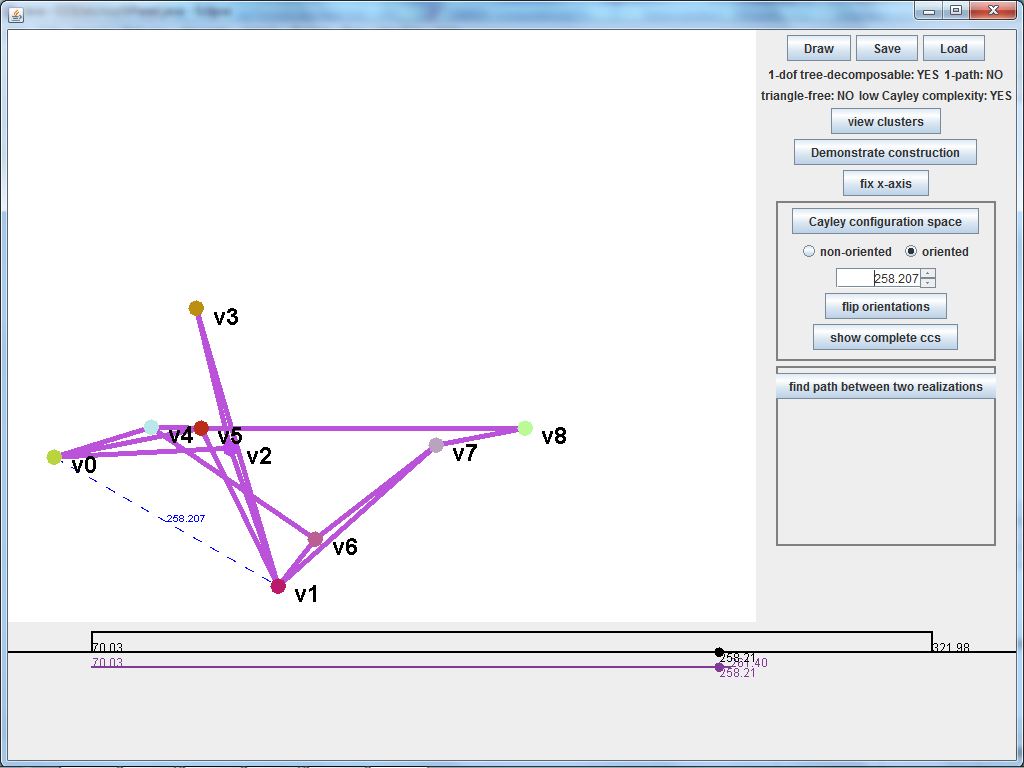 Draw Save Load
1-dof tree-decomposable: YES 1-path: NO
triangle-free: NO low Cayley complexity: YES
view clusters
Demonstrate construction
fix x-axis
Cayley configuration space
non-oriented oriented
258.207
flip orientations
show complete ccs
find path between two realizations
v3
v4 v5 v8
v2 v7
v0
258.207
v6
v1
70.03 258.21 321.98
70.03 261.40
258.21